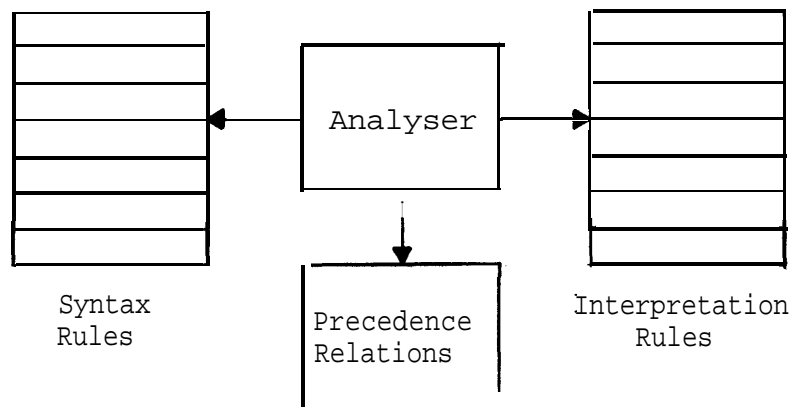 Analyser
Syntax
Rules
Precedence
Relations
Interpretation
Rules